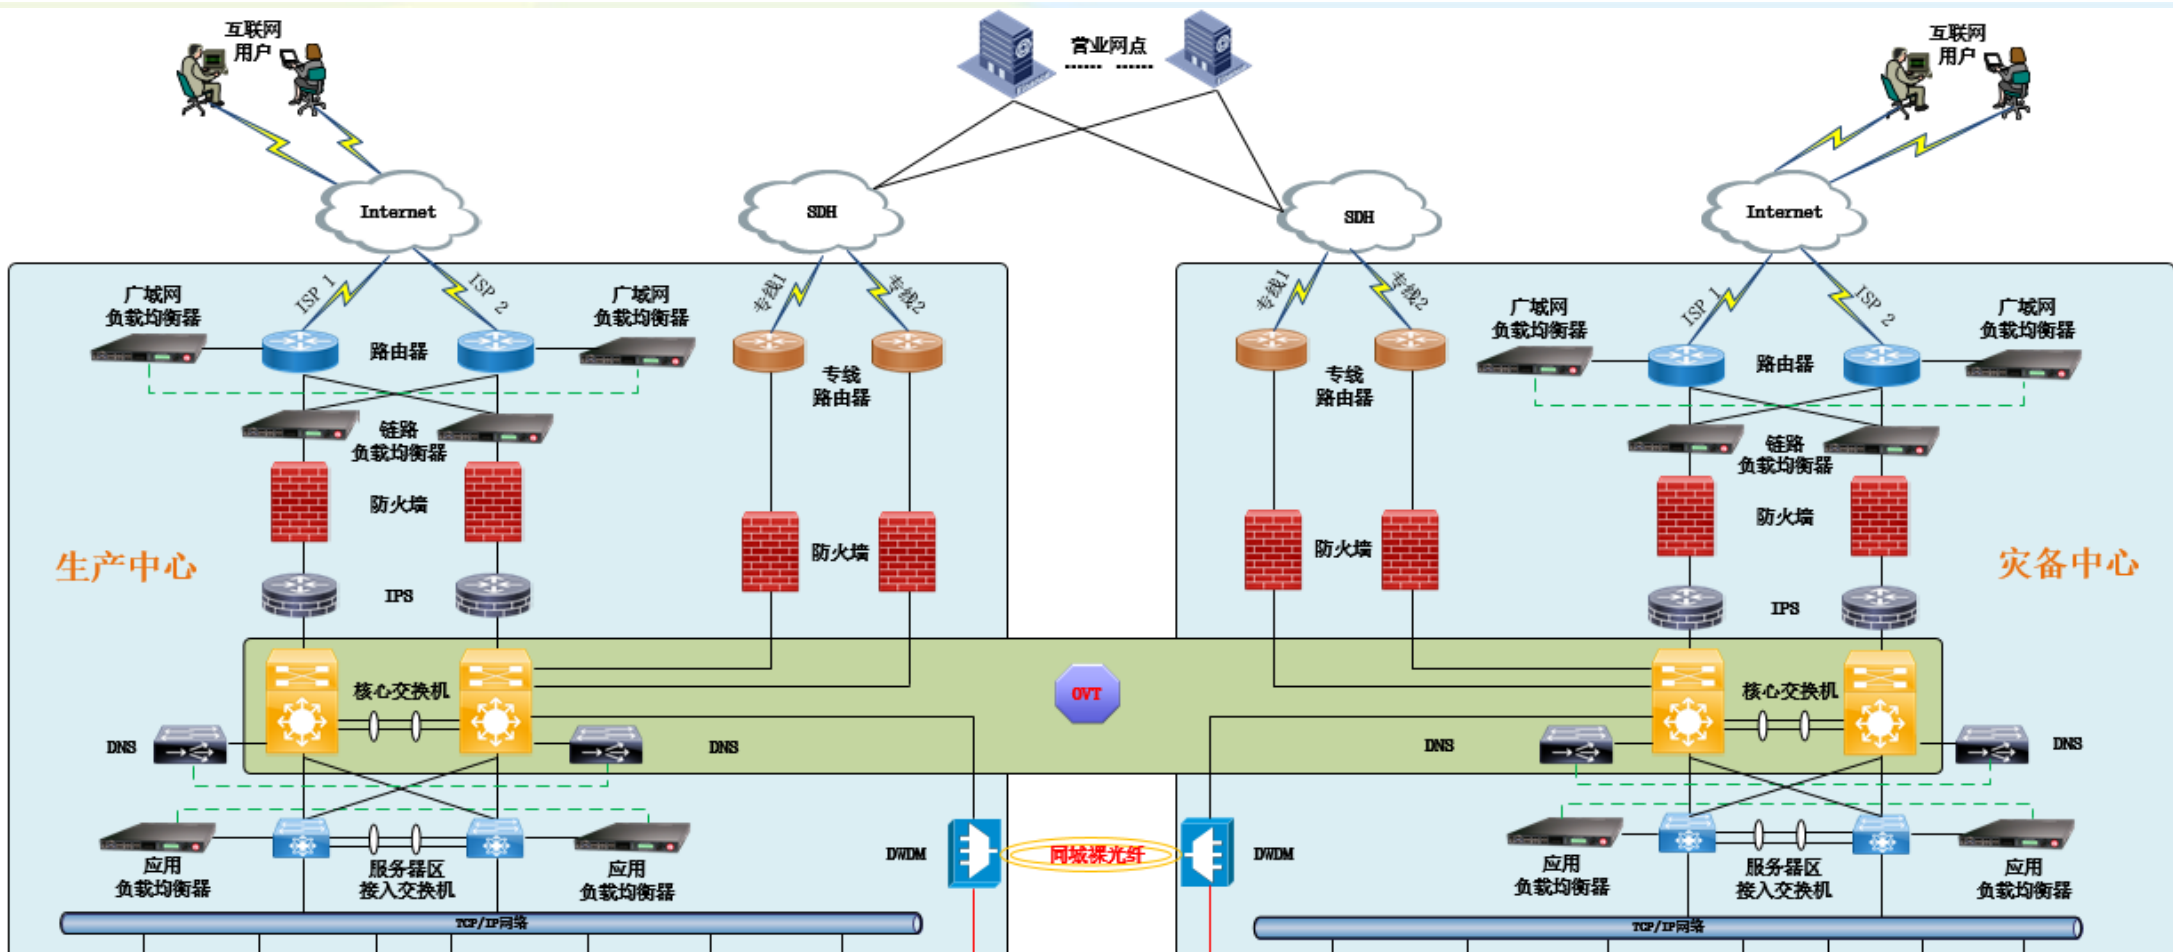 互联网
用户
营业网点
互联网
用户
Internet
SDH
SDH
Internet
ISP 1
ISP 2
专线1
专线2
专线1
专线2
ISP 1
ISP 2
广域网
负载均衡器
广域网
负载均衡器
广域网
负载均衡器
广域网
负载均衡器
路由器
专线
路由器
专线
路由器
路由器
链路
负载均衡器
链路
负载均衡器
防火墙
防火墙
防火墙
防火墙
生产中心
灾备中心
IPS
IPS
核心交换机
OVT
核心交换机
DNS
DNS
DNS
DNS
应用
负载均衡器
服务器区
接入交换机
应用
负载均衡器
DWDM
同域裸光纤
DWDM
应用
负载均衡器
服务器区
接入交换机
应用
负载均衡器
TCP/IP网络
TCP/IP网络